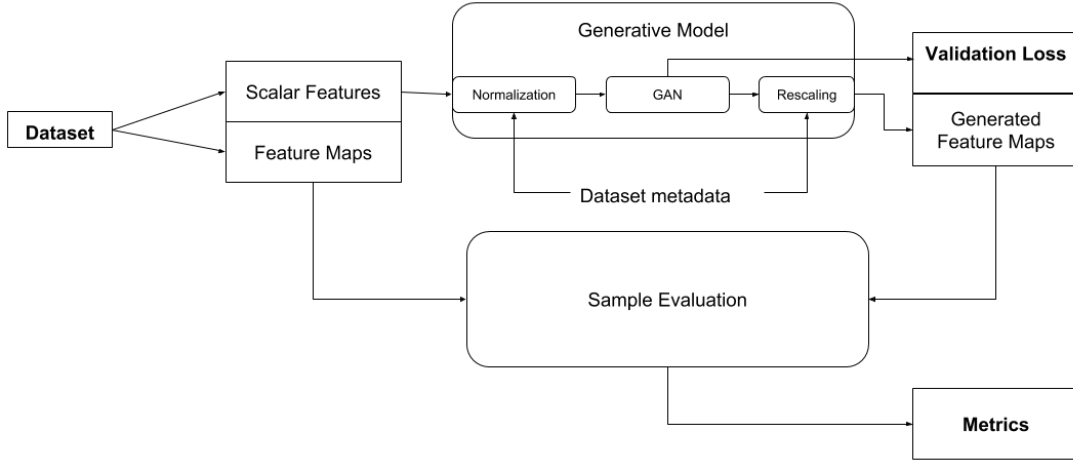 Generative Model
Validation Loss
Scalar Features
Normalization
GAN
Rescaling
Dataset
Feature Maps
Generated
Feature Maps
Dataset metadata
Sample Evaluation
Metrics